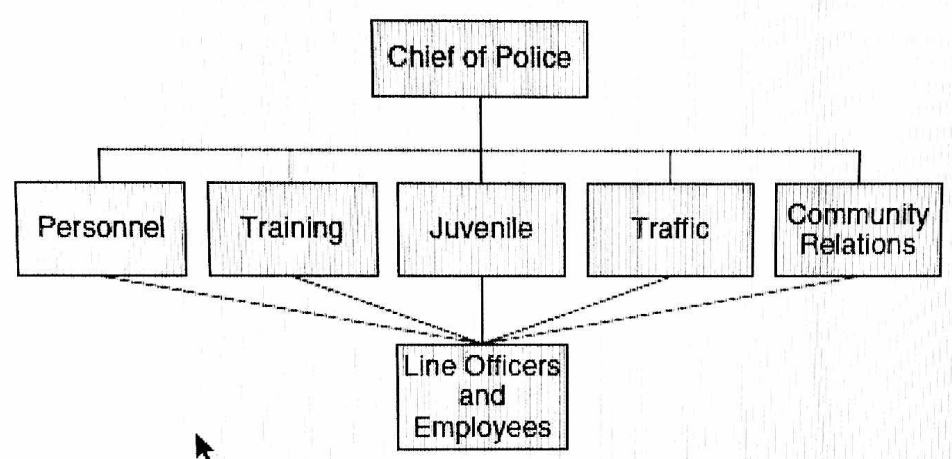 Chief of Police
Personnel
Training
Juvenile
Traffic
Community
Relations
Line Officers
and
Employees